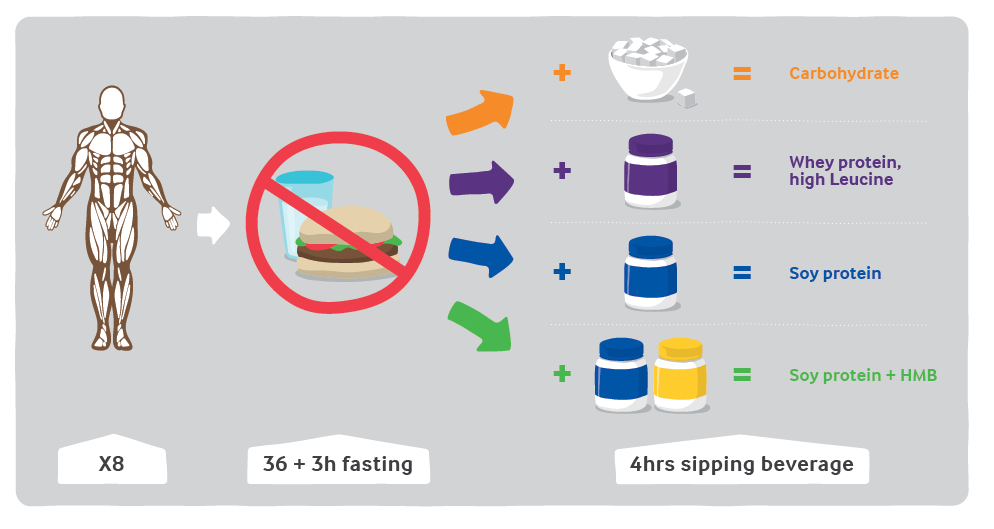 Carbohydrate
Whey protein,
high Leucine
Soy protein
Soy protein + HMB
X8
36 + 3h fasting
4hrs sipping beverage